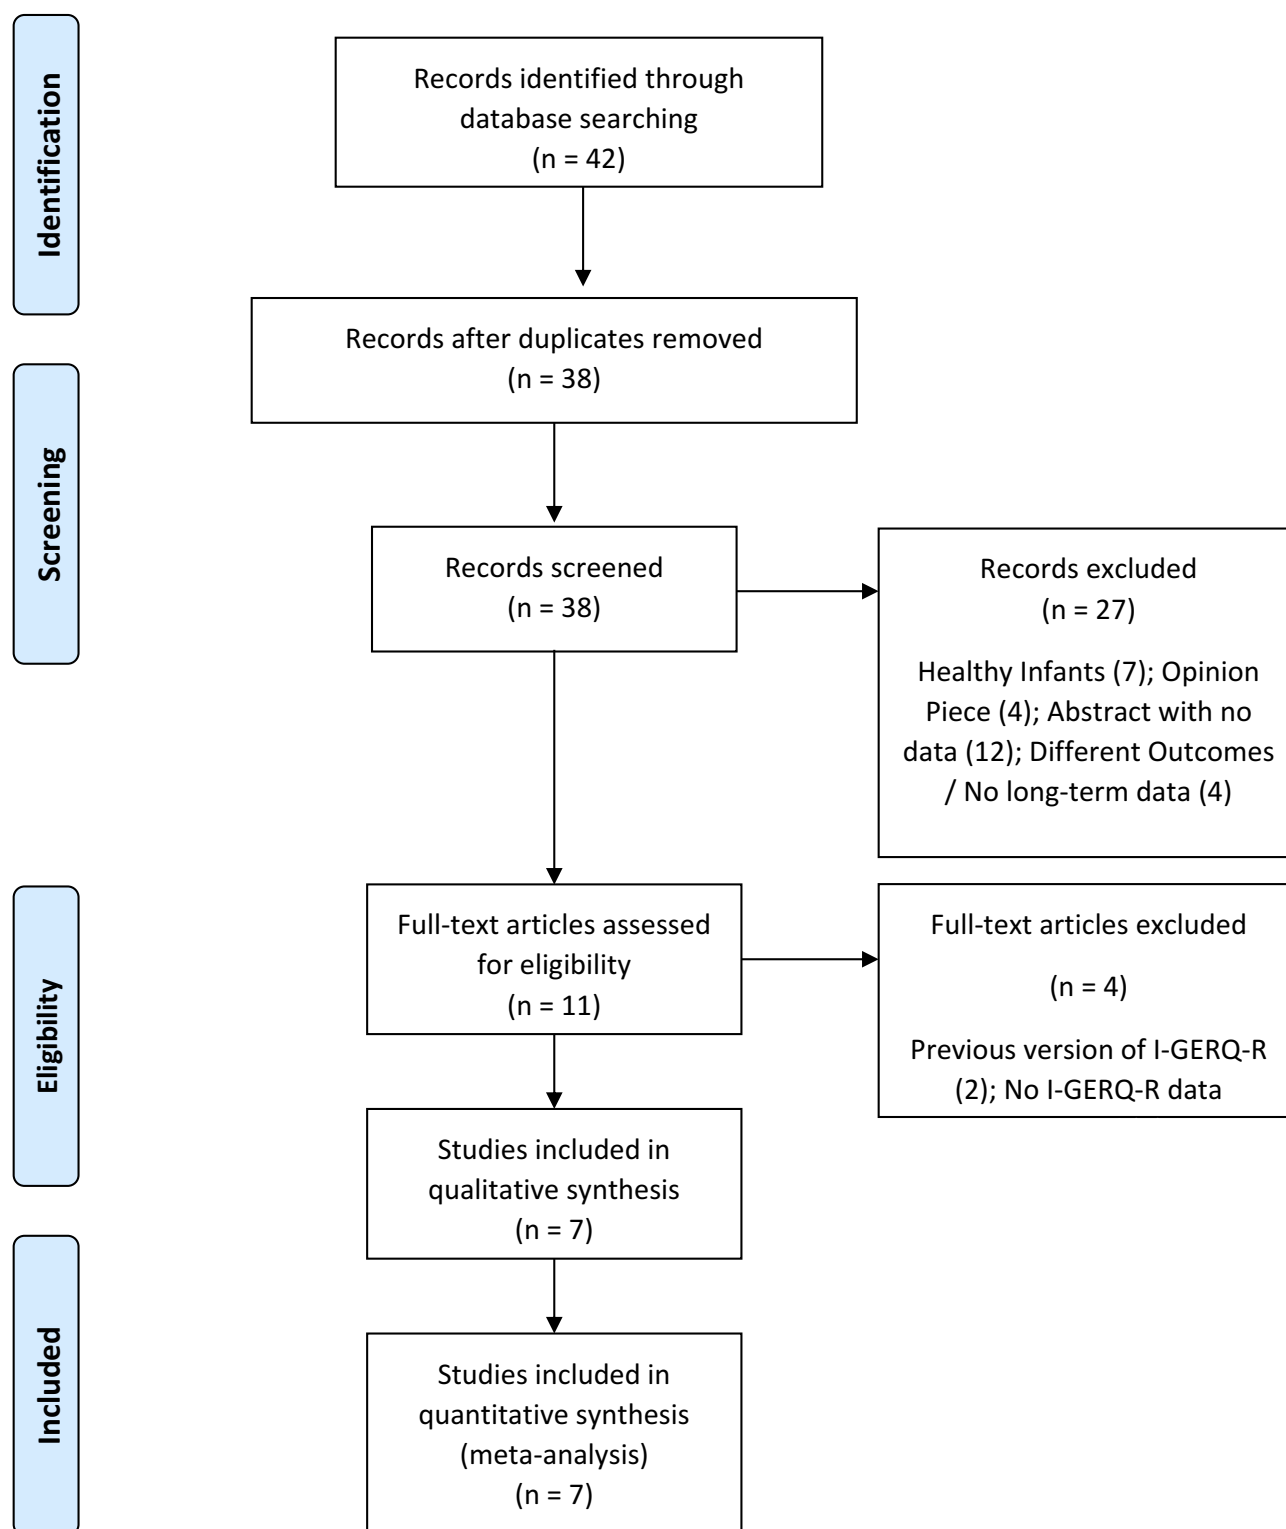 Identification
Records identified through
database searching
(n = 42)
Records after duplicates removed
(n = 38)
Screening
Records screened
(n = 38)
Records excluded
(n = 27)
Healthy Infants (7); Opinion
Piece (4); Abstract with no
data (12); Different Outcomes
/ No long-term data (4)
Eligibility
Full-text articles assessed
for eligibility
(n = 11)
Full-text articles excluded
(n = 4)
Previous version of I-GERQ-R
(2); No I-GERQ-R data
Studies included in
qualitative synthesis
(n = 7)
Included
Studies included in
quantitative synthesis
(meta-analysis)
(n = 7)